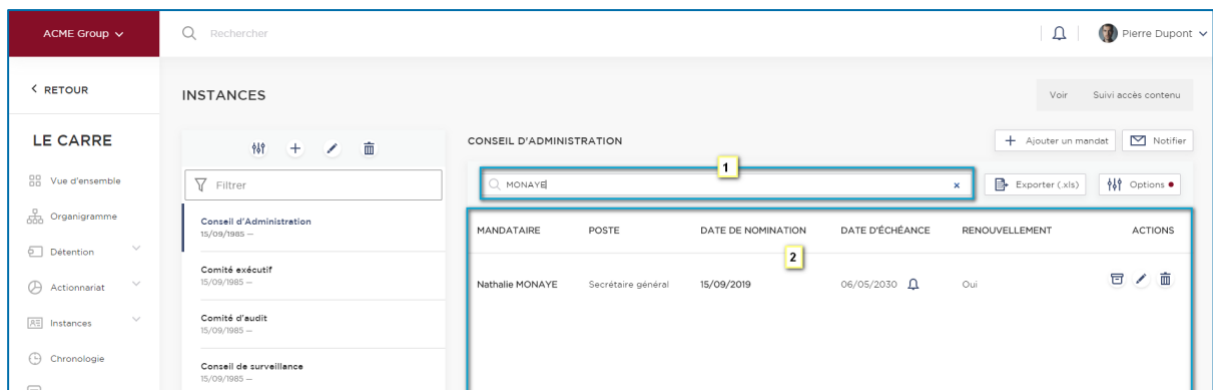 ACME Group
Rechercher
Pierre Dupont
RETOUR
INSTANCES
Voir
Suivi accès contenu
LE CARRE
Vue d'ensemble
Organigramme
Détention
Actionnariat
Instances
Chronologie
Filtrer
Conseil d'Administration
15/09/1985 —
Comité exécutif
15/09/1985 —
Comité d'audit
15/09/1985 —
Conseil de surveillance
15/09/1985 —
CONSEIL D'ADMINISTRATION
Ajouter un mandat
Notifier
1
MONAYE
Exporter (.xls)
Options
MANDATAIRE POSTE DATE DE NOMINATION DATE D'ÉCHÉANCE RENOUVELLEMENT ACTIONS
2
Nathalie MONAYE Secrétaire général 15/09/2019 06/05/2030 Oui